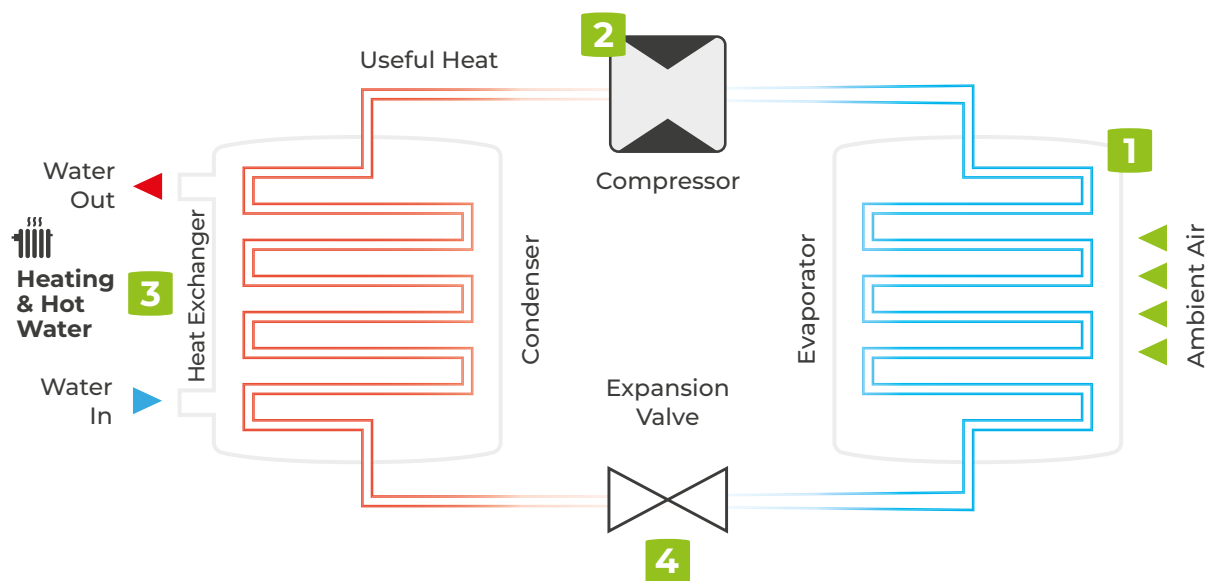 2
Useful Heat
Compressor
1
Water
Out
Heating
& Hot
Water
3
Heat Exchanger
Condenser
Evaporator
Ambient Air
Water
In
Expansion
Valve
4